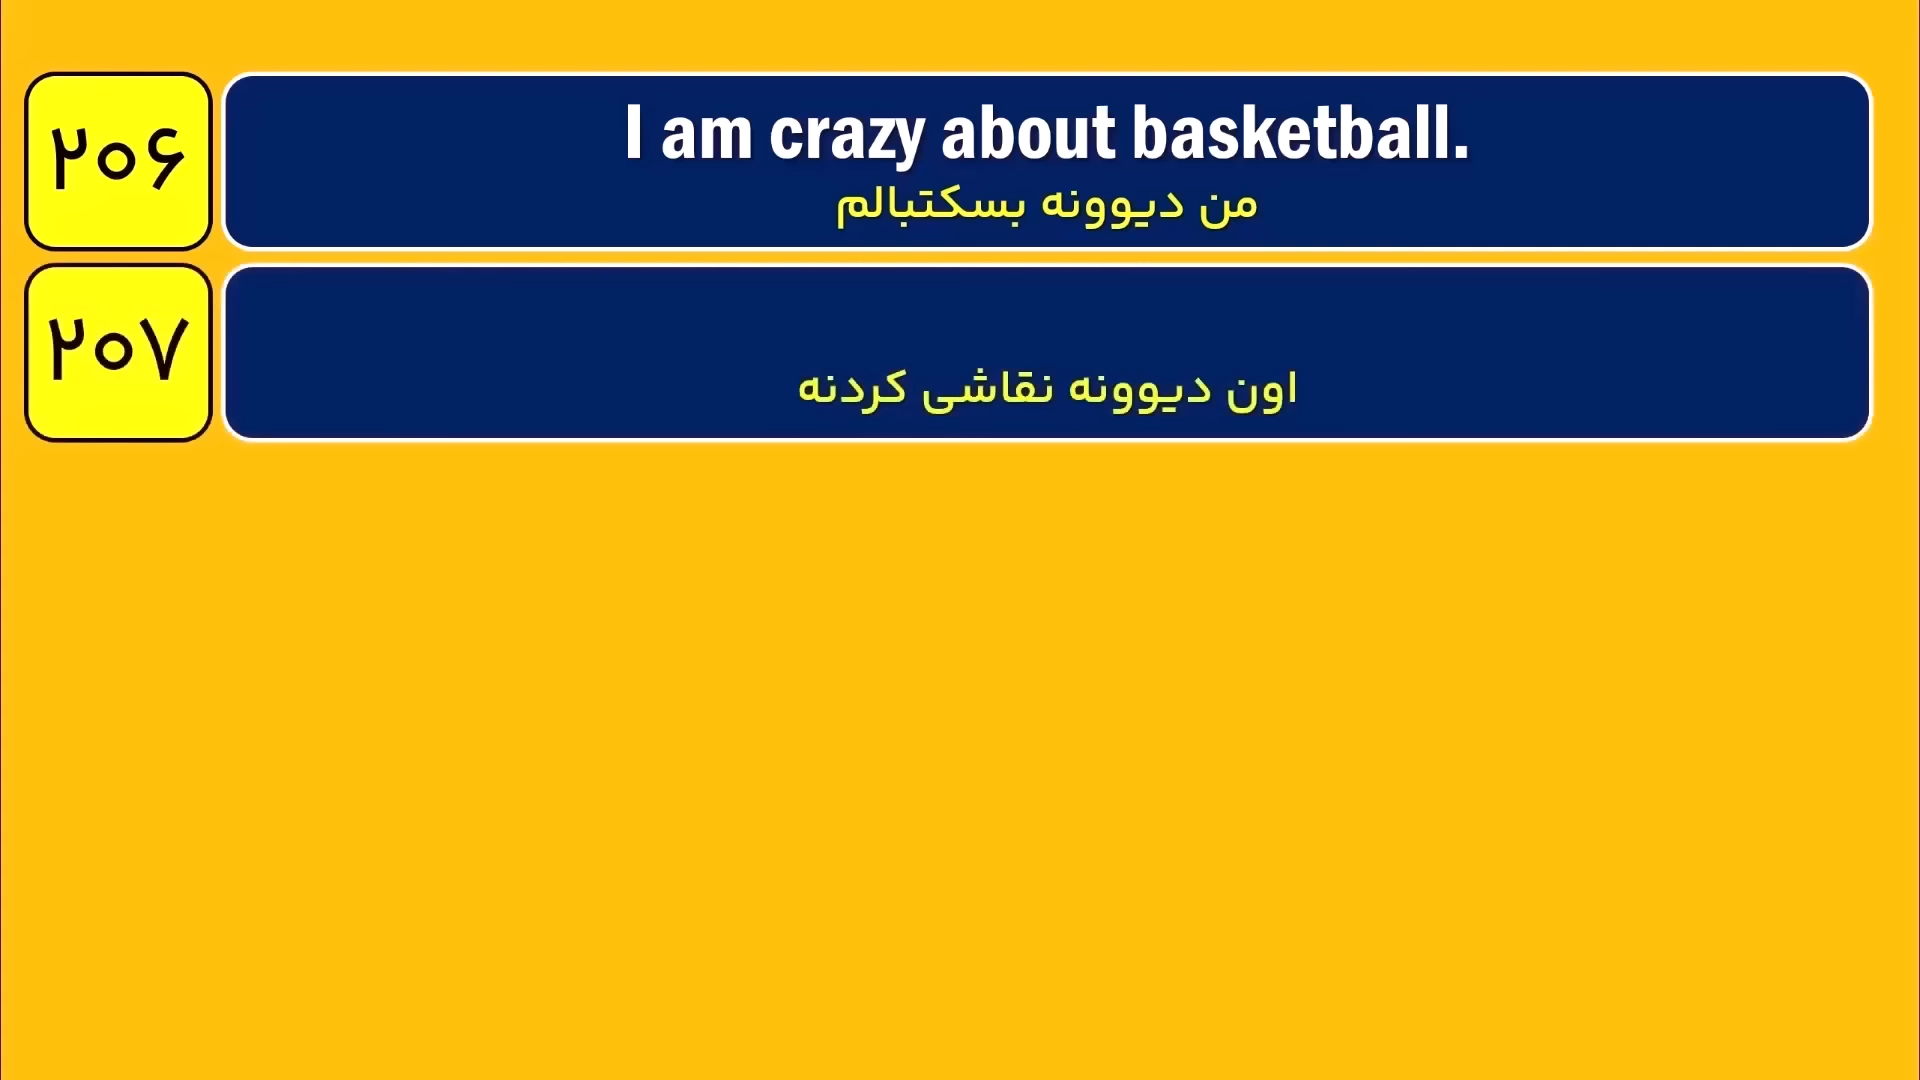 ۲۰۶
I am crazy about basketball.
من دیوونه بسکتبالم
۲۰۷
اون دیوونه نقاشی کردنه